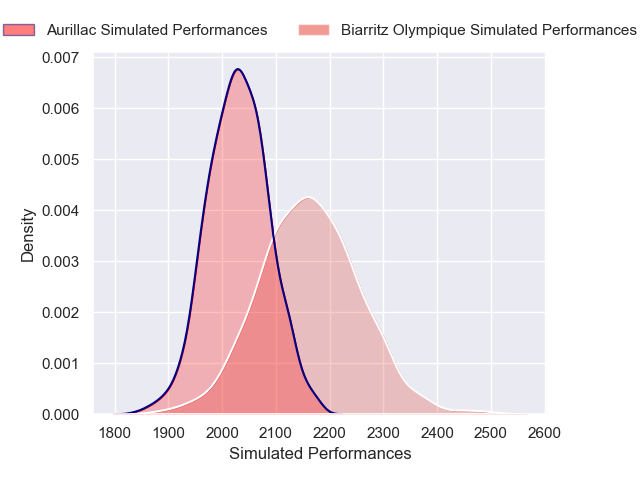 Aurillac Simulated Performances Biarritz Olympique Simulated Performances
0.007
0.006
0.005
0.004
0.003
0.002
0.001
0.000
Density
1800 1900 2000 2100 2200 2300 2400 2500 2600
Simulated Performances